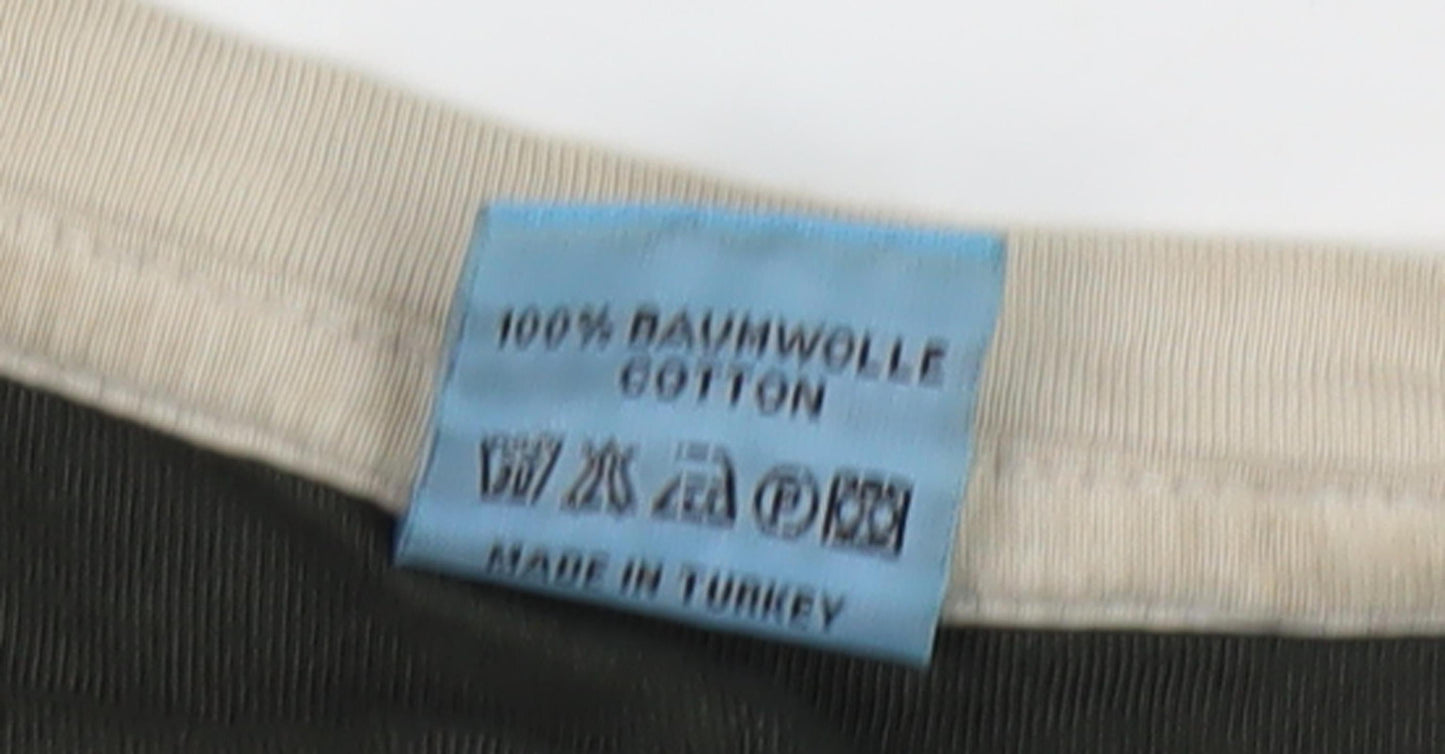 100% BAUMWOLLE
COTTON
P
MADE IN TURKEY